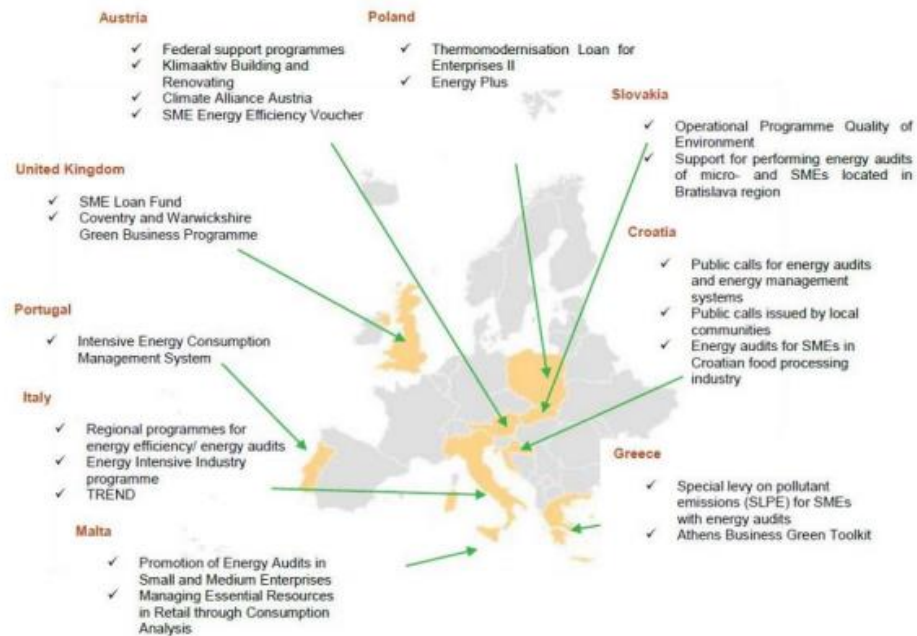 Austria
✓ Federal support programmes
✓ Klimaaktiv Building and
Renovating
✓ Climate Alliance Austria
✓ SME Energy Efficiency Voucher
Poland
✓ Thermomodernisation Loan for
Enterprises II
✓ Energy Plus
Slovakia
✓ Operational Programme Quality of
Environment
✓ Support for performing energy audits
of micro- and SMEs located in
Bratislava region
United Kingdom
✓ SME Loan Fund
✓ Coventry and Warwickshire
Green Business Programme
Croatia
✓ Public calls for energy audits
and energy management
systems
✓ Public calls issued by local
communities
✓ Energy audits for SMEs in
Croatian food processing
industry
Portugal
✓ Intensive Energy Consumption
Management System
Italy
✓ Regional programmes for
energy efficiency/ energy audits
✓ Energy Intensive Industry
programme
✓ TREND
Greece
✓ Special levy on pollutant
emissions (SLPE) for SMEs
with energy audits
✓ Athens Business Green Toolkit
Malta
✓ Promotion of Energy Audits in
Small and Medium Enterprises
✓ Managing Essential Resources
in Retail through Consumption
Analysis